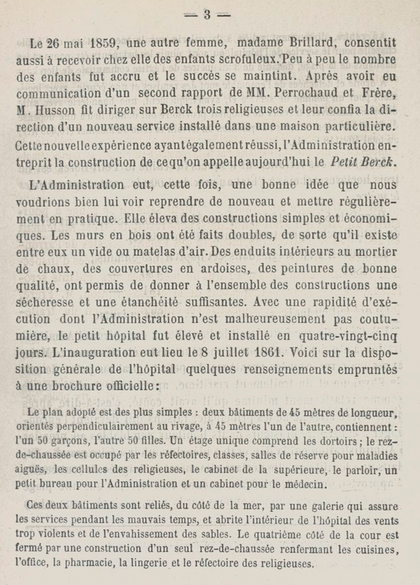 — 3 —
Le 26 mai 1859, une autre femme, madame Brillard, consentit
aussi à recevoir chez elle des enfants scrofuleux. Peu à peu le nombre
des enfants fut accru et le succès se maintint. Après avoir eu
communication d'un second rapport de MM. Perrochaud et Frère,
M. Husson fit diriger sur Berck trois religieuses et leur confia la di-
rection d'un nouveau service installé dans une maison particulière.
Cette nouvelle expérience ayant également réussi, l'Administration en-
treprit la construction de ce qu'on appelle aujourd'hui le Petit Berck.
L'Administration eut, cette fois, une bonne idée que nous
voudrions bien lui voir reprendre de nouveau et mettre régulière-
ment en pratique. Elle éleva des constructions simples et économi-
ques. Les murs en bois ont été faits doubles, de sorte qu'il existe
entre eux un vide ou matelas d'air. Des enduits intérieurs au mortier
de chaux, des couvertures en ardoises, des peintures de bonne
qualité, ont permis de donner à l'ensemble des constructions une
sécheresse et une étanchéité suffisantes. Avec une rapidité d'exé-
cution dont l'Administration n'est malheureusement pas coutu-
mière, le petit hôpital fut élevé et installé en quatre-vingt-cinq
jours. L'inauguration eut lieu le 8 juillet 1861. Voici sur la dispo-
sition générale de l'hôpital quelques renseignements empruntés
à une brochure officielle :
Le plan adopté est des plus simples : deux bâtiments de 45 mètres de longueur,
orientés perpendiculairement au rivage, à 45 mètres l'un de l'autre, contiennent :
l'un 50 garçons, l'autre 50 filles. Un étage unique comprend les dortoirs ; le rez-
de-chaussée est occupé par les réfectoires, classes, salles de réserve pour maladies
aiguës, les cellules des religieuses, le cabinet de la supérieure, le parloir, un
petit bureau pour l'Administration et un cabinet pour le médecin.
Ces deux bâtiments sont reliés, du côté de la mer, par une galerie qui assure
les services pendant les mauvais temps, et abrite l'intérieur de l'hôpital des vents
trop violents et de l'envahissement des sables. Le quatrième côté de la cour est
fermé par une construction d'un seul rez-de-chaussée renfermant les cuisines,
l'office, la pharmacie, la lingerie et le réfectoire des religieuses.